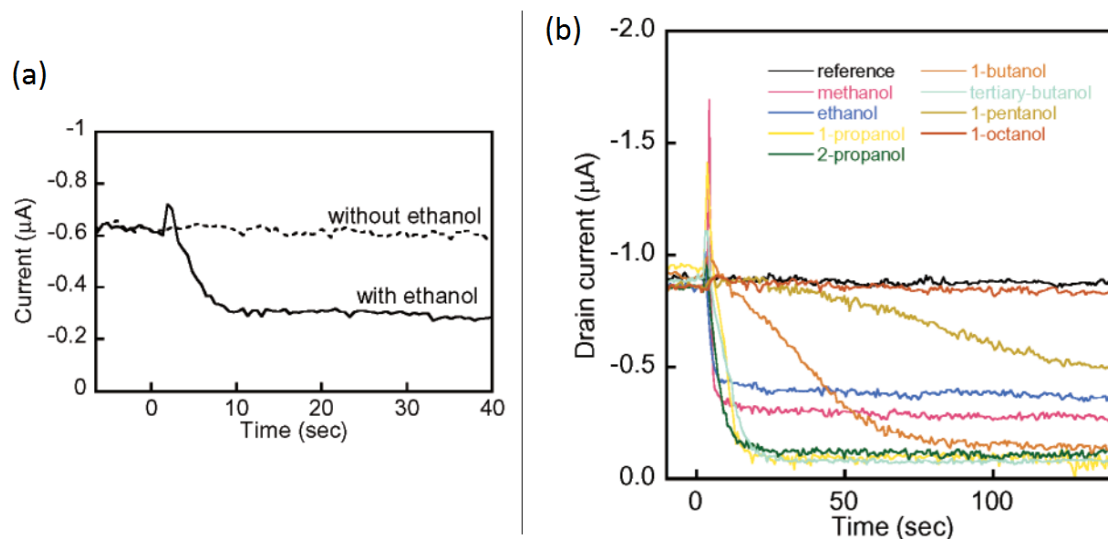 (a)
Current (μA)
-1
-0.8
-0.6
-0.4
-0.2
0
without ethanol
with ethanol
0 10 20 30 40
Time (sec)
(b)
Drain current (μA)
-2.0
-1.5
-1.0
-0.5
0.0
reference
methanol
ethanol
1-propanol
2-propanol
1-butanol
tertiary-butanol
1-pentanol
1-octanol
0 50 100
Time (sec)